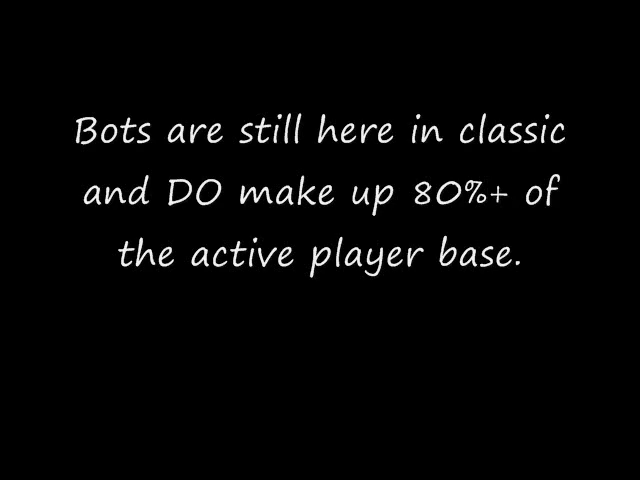 Bots are still here in classic
and DO make up 80%+ of
the active player base.